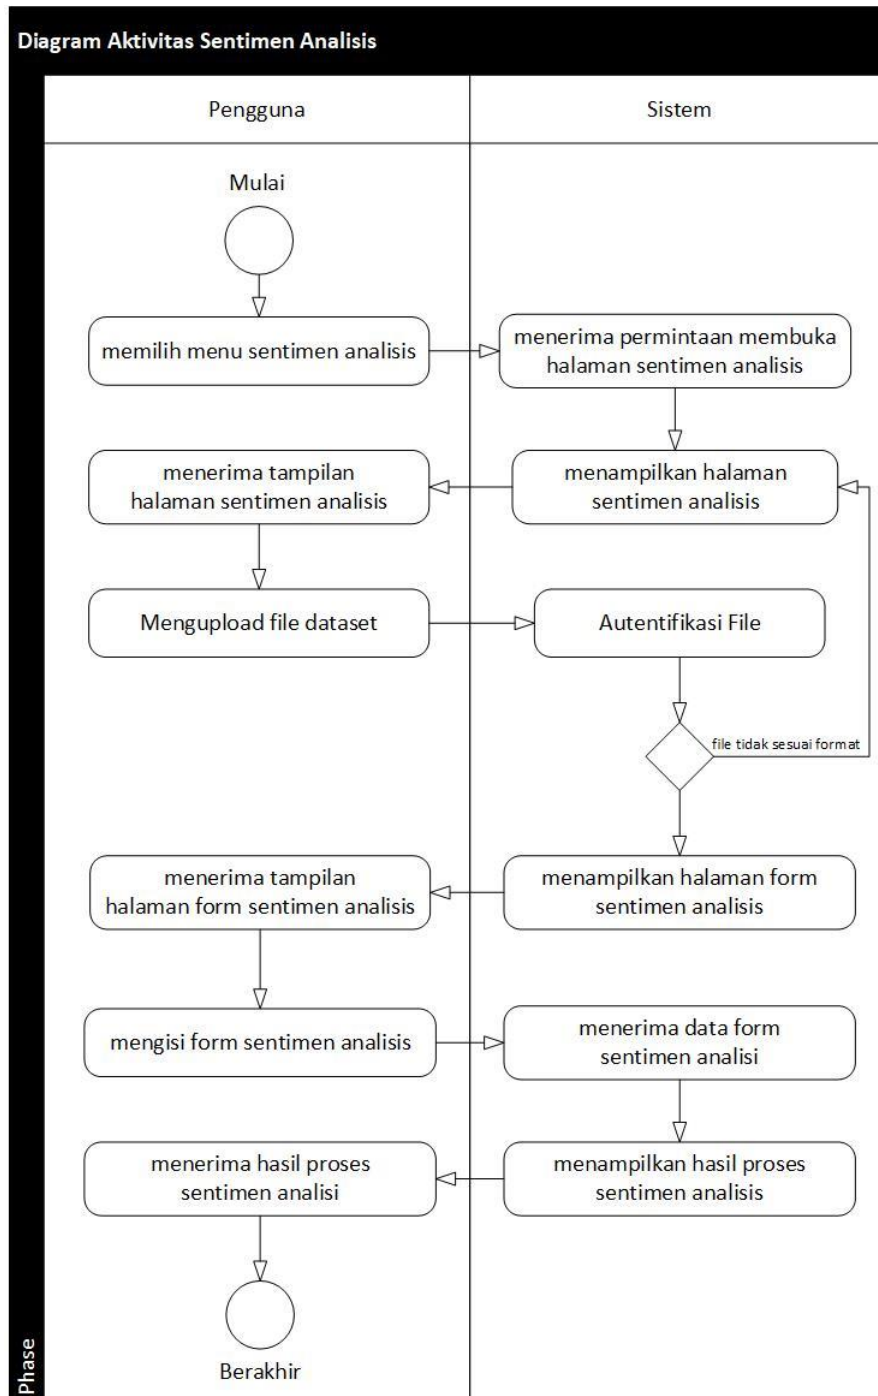 Diagram Aktivitas Sentimen Analisis
Pengguna
Sistem
Mulai
memilih menu sentimen analisis
menerima permintaan membuka
halaman sentimen analisis
menerima tampilan
halaman sentimen analisis
menampilkan halaman
sentimen analisis
Mengupload file dataset
Autentifikasi File
file tidak sesuai format
menerima tampilan
halaman form sentimen analisis
menampilkan halaman form
sentimen analisis
mengisi form sentimen analisis
menerima data form
sentimen analisi
menerima hasil proses
sentimen analisi
menampilkan hasil proses
sentimen analisis
Berakhir
Phase